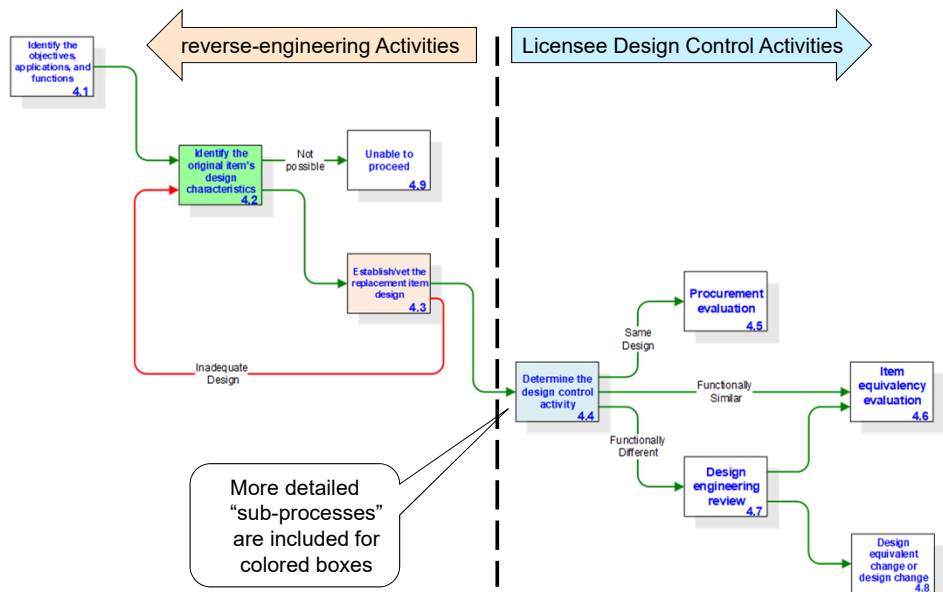 reverse-engineering Activities
Licensee Design Control Activities
Identify the
objectives,
applications, and
functions
4.1
Identify the
original item's
design
characteristics
4.2
Not
possible
Unable to
proceed
4.9
Establish/vet the
replacement item
design
4.3
Inadequate
Design
Determine the
design control
activity
4.4
Same
Design
Procurement
evaluation
4.5
Functionally
Similar
Item
equivalency
evaluation
4.6
Functionally
Different
Design
engineering
review
4.7
Design
equivalent
change or
design change
4.8
More detailed
“sub-processes”
are included for
colored boxes